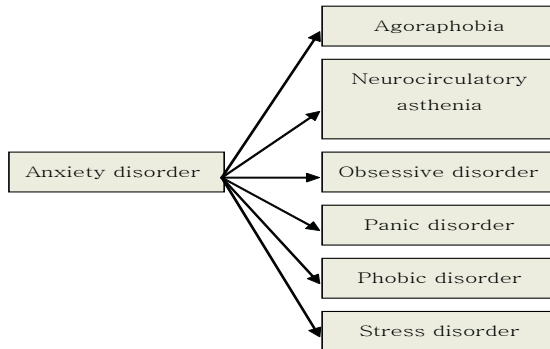 Agoraphobia
Neurocirculatory
asthenia
Anxiety disorder
Obsessive disorder
Panic disorder
Phobic disorder
Stress disorder